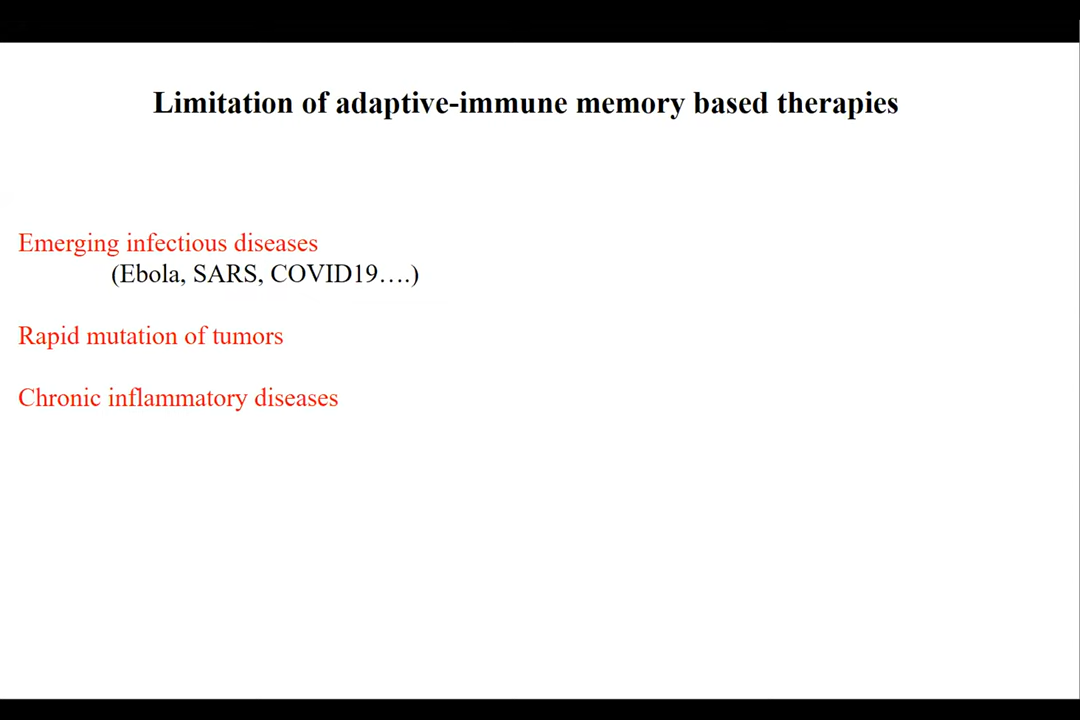 Limitation of adaptive-immune memory based therapies
Emerging infectious diseases
(Ebola, SARS, COVID19….)
Rapid mutation of tumors
Chronic inflammatory diseases